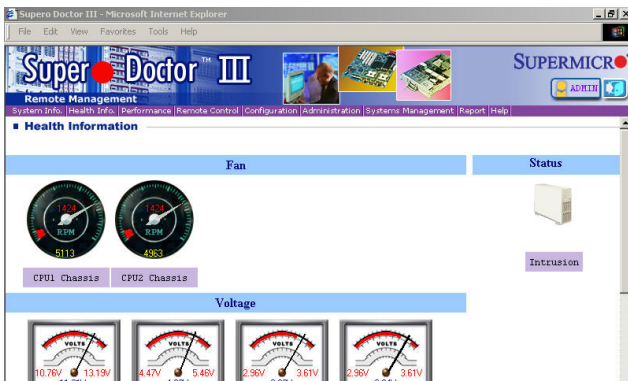 Supero Doctor III - Microsoft Internet Explorer
File Edit View Favorites Tools Help
Super Doctor™ III
Remote Management
SUPERMICR
ADMIN
System Info. | Health Info. | Performance | Remote Control | Configuration | Administration | Systems Management | Report | Help
Health Information
Fan
Status
1424 1424
RPM RPM
5113 4963
CPU1 Chassis CPU2 Chassis
Intrusion
Voltage
VOLTS VOLTS VOLTS VOLTS
10.76V 13.19V 4.47V 5.46V 2.96V 3.61V 2.96V 3.61V